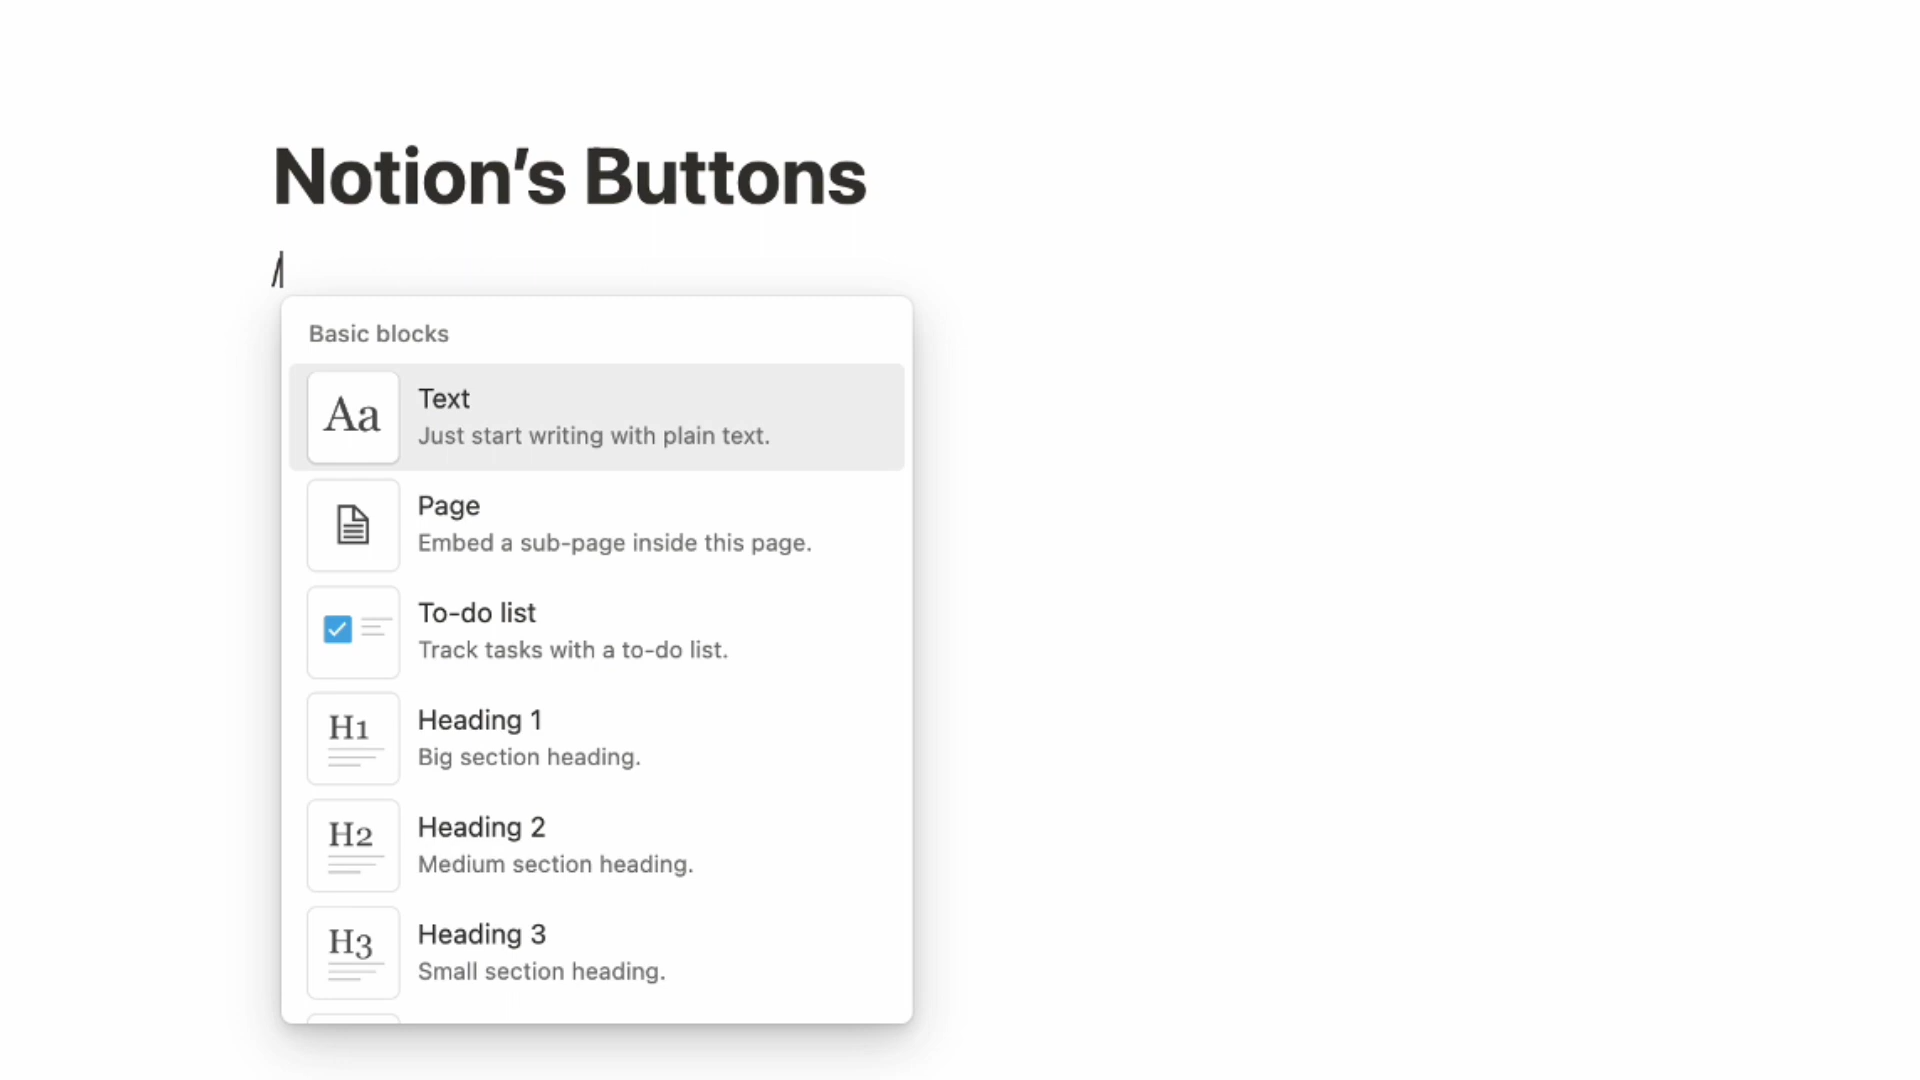 Notion’s Buttons
/
Basic blocks
Aa
Text
Just start writing with plain text.
Page
Embed a sub-page inside this page.
To-do list
Track tasks with a to-do list.
H1
Heading 1
Big section heading.
H2
Heading 2
Medium section heading.
H3
Heading 3
Small section heading.